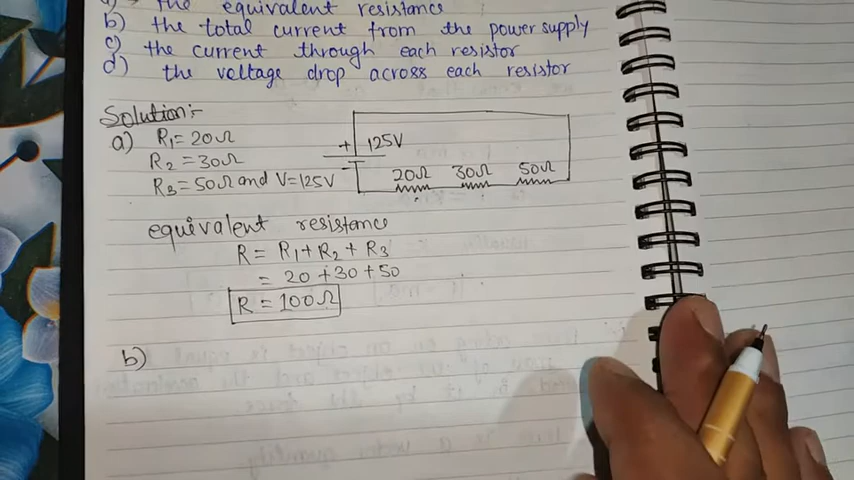 the equivalent resistance
b) the total current from the power supply
c) the current through each resistor
d) the voltage drop across each resistor
Solution:-
a) R₁ = 20Ω
R₂ = 30Ω
R₃ = 50Ω and V = 125V
+ 125V
-
20Ω 30Ω 50Ω
equivalent resistance
R = R₁ + R₂ + R₃
= 20 + 30 + 50
R = 100Ω
b)